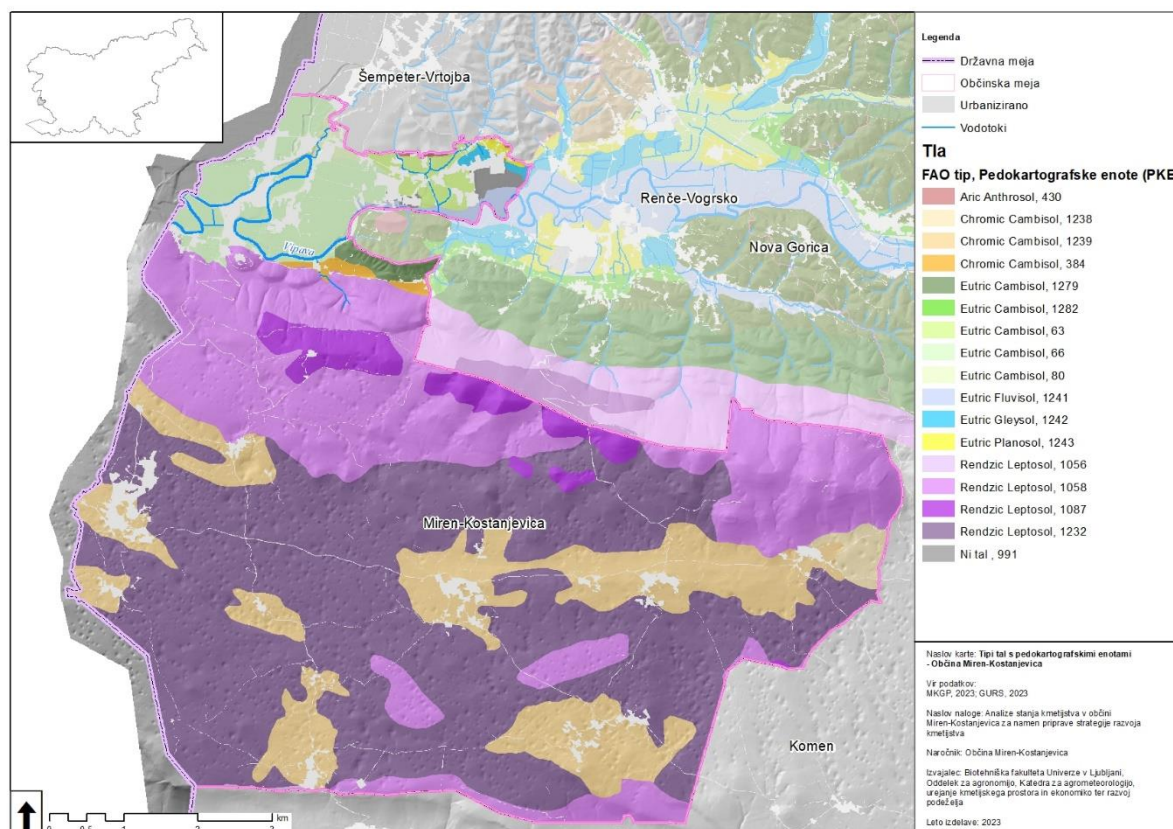 Šempeter-Vrtojba
Renče-Vogrsko
Nova Gorica
Vipava
Miren-Kostanjevica
Komen
0 0,5 1 2 3
km
Legenda
Državna meja
Občinska meja
Urbanizirano
Vodotoki
Tla
FAO tip, Pedokartografske enote (PKE
Aric Anthrosol, 430
Chromic Cambisol, 1238
Chromic Cambisol, 1239
Chromic Cambisol, 384
Eutric Cambisol, 1279
Eutric Cambisol, 1282
Eutric Cambisol, 63
Eutric Cambisol, 66
Eutric Cambisol, 80
Eutric Fluvisol, 1241
Eutric Gleysol, 1242
Eutric Planosol, 1243
Rendzic Leptosol, 1056
Rendzic Leptosol, 1058
Rendzic Leptosol, 1087
Rendzic Leptosol, 1232
Ni tal , 991
Naslov karte: Tipi tal s pedokartografskimi enotami
- Občina Miren-Kostanjevica
Vir podatkov:
MKGP, 2023; GURS, 2023
Naslov naloge: Analize stanja kmetijstva v občini
Miren-Kostanjevica za namen priprave strategije razvoja
kmetijstva
Naročnik: Občina Miren-Kostanjevica
Izvajalec: Biotehniška fakulteta Univerze v Ljubljani,
Oddelek za agronomijo, Katedra za agrometeorologijo,
urejanje kmetijskega prostora in ekonomiko ter razvoj
podeželja
Leto izdelave: 2023